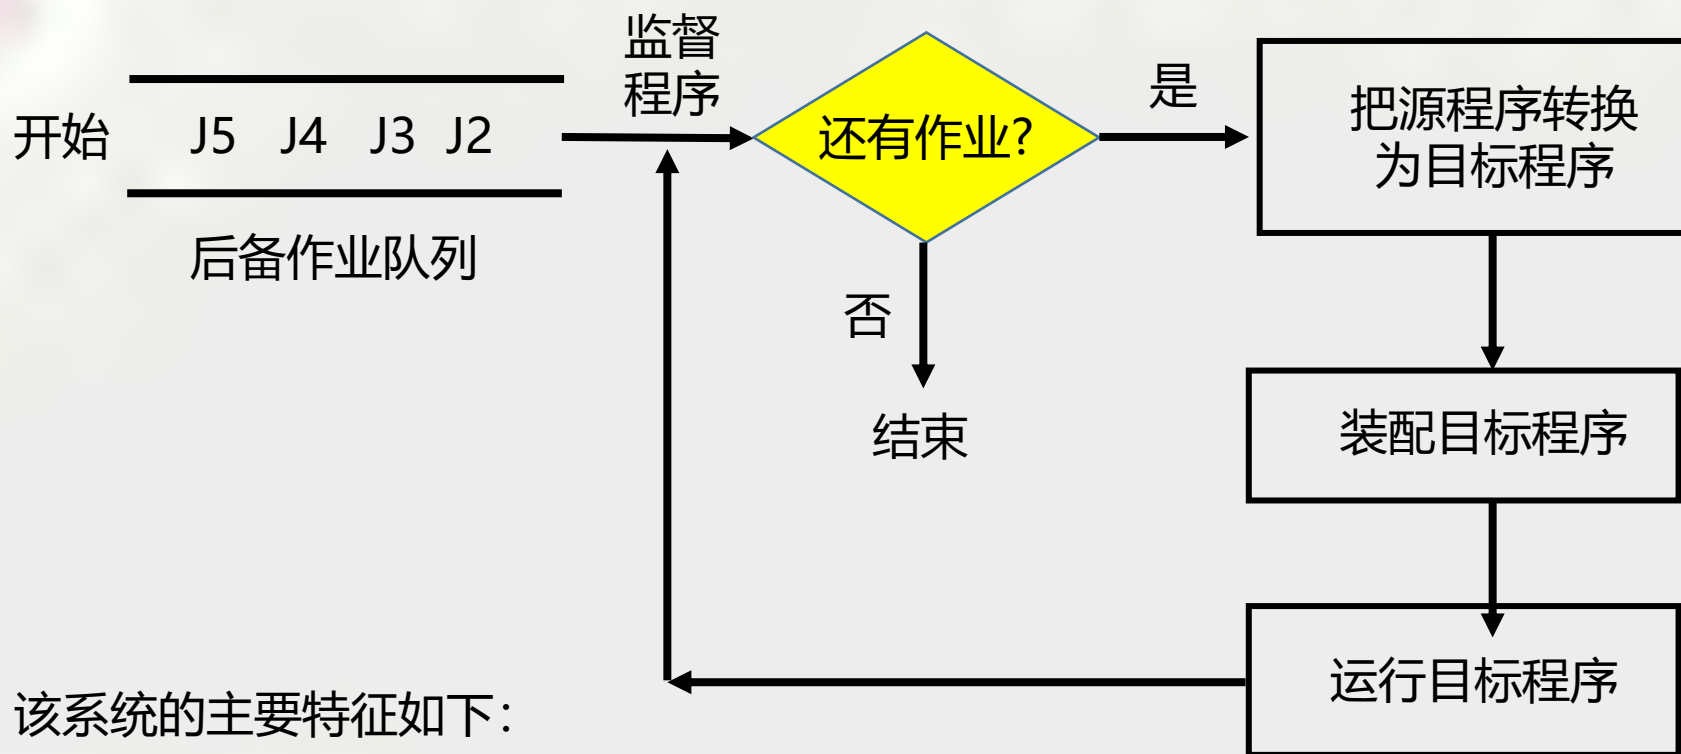 监督
程序
开始
J5 J4 J3 J2
还有作业?
是
把源程序转换
为目标程序
后备作业队列
否
结束
装配目标程序
运行目标程序
该系统的主要特征如下：